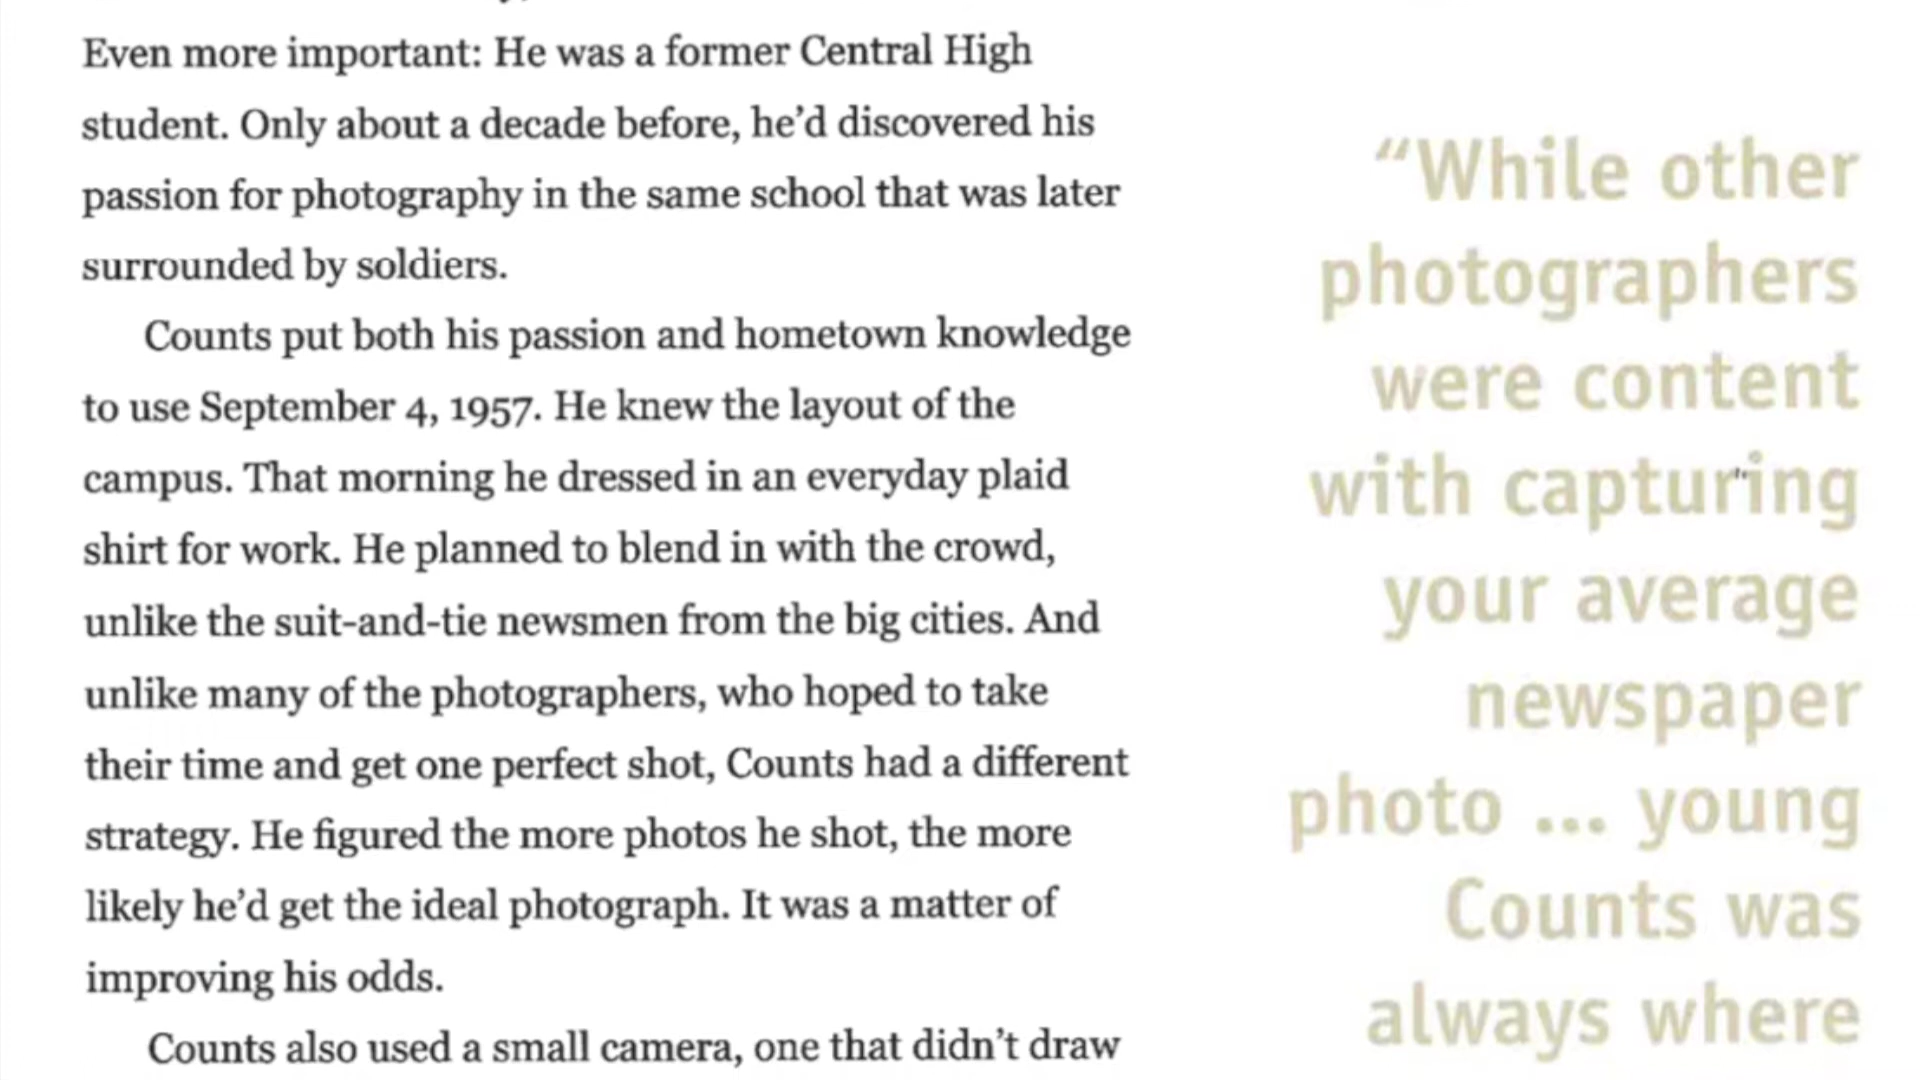 Even more important: He was a former Central High
student. Only about a decade before, he’d discovered his
passion for photography in the same school that was later
surrounded by soldiers.
Counts put both his passion and hometown knowledge
to use September 4, 1957. He knew the layout of the
campus. That morning he dressed in an everyday plaid
shirt for work. He planned to blend in with the crowd,
unlike the suit-and-tie newsmen from the big cities. And
unlike many of the photographers, who hoped to take
their time and get one perfect shot, Counts had a different
strategy. He figured the more photos he shot, the more
likely he’d get the ideal photograph. It was a matter of
improving his odds.
Counts also used a small camera, one that didn’t draw
“While other
photographers
were content
with capturing
your average
newspaper
photo ... young
Counts was
always where